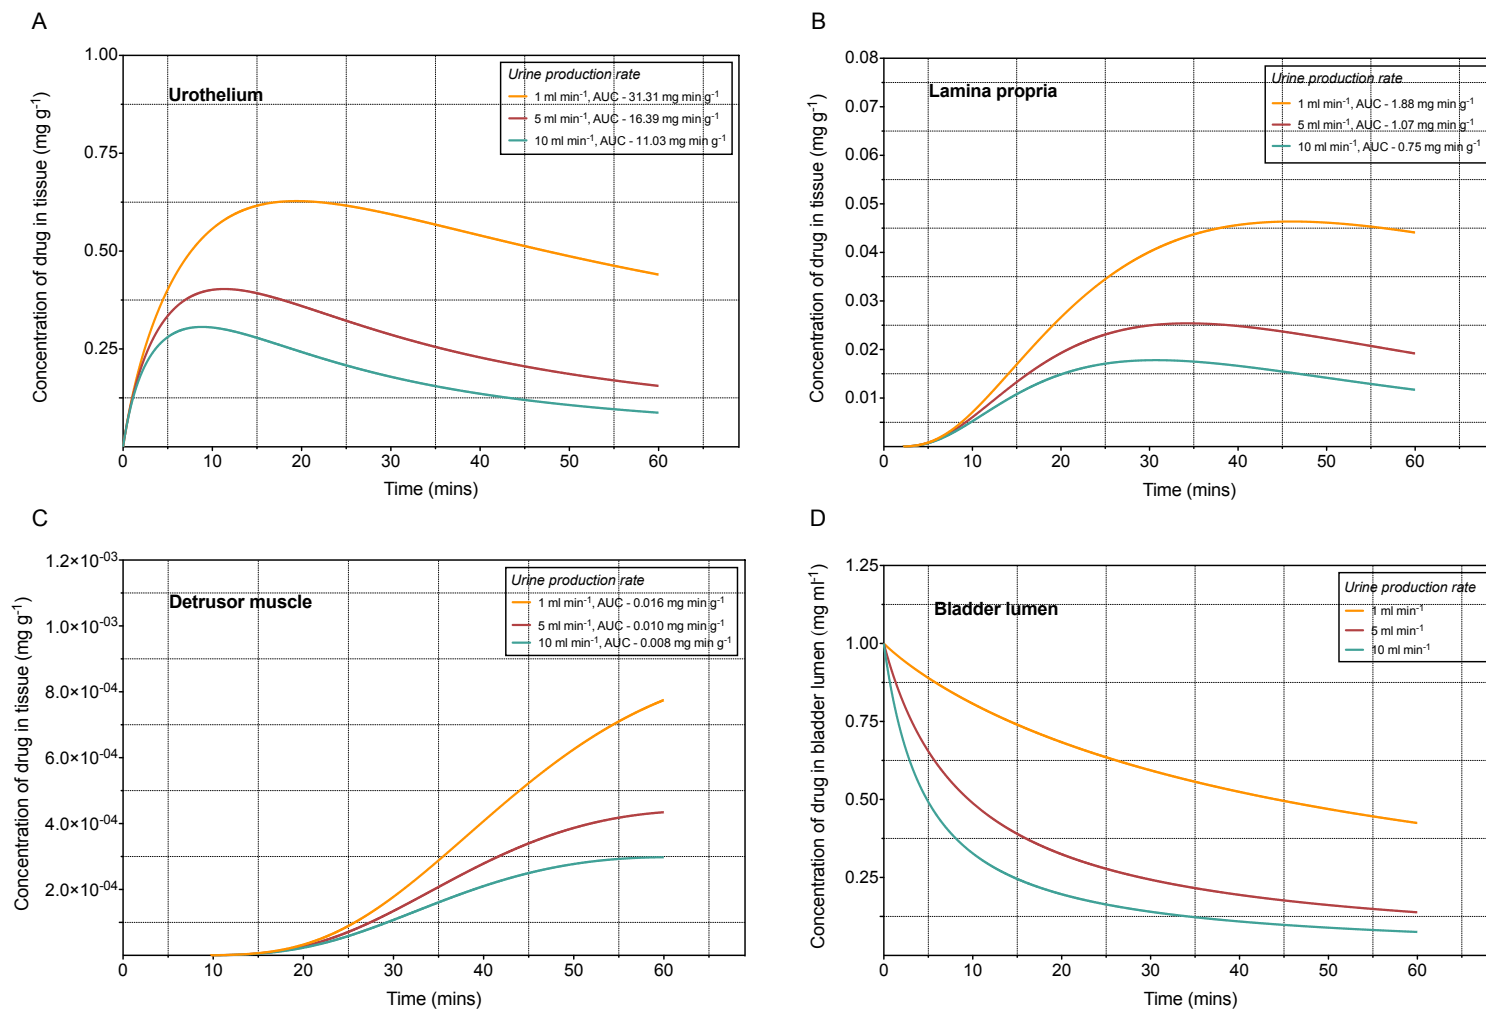 A
Concentration of drug in tissue (mg g⁻¹)
1.00
0.75
0.50
0.25
Urothelium
Urine production rate
1 ml min⁻¹, AUC - 31.31 mg min g⁻¹
5 ml min⁻¹, AUC - 16.39 mg min g⁻¹
10 ml min⁻¹, AUC - 11.03 mg min g⁻¹
0 10 20 30 40 50 60
Time (mins)
B
Concentration of drug in tissue (mg g⁻¹)
0.08
0.07
0.06
0.05
0.04
0.03
0.02
0.01
Lamina propria
Urine production rate
1 ml min⁻¹, AUC - 1.88 mg min g⁻¹
5 ml min⁻¹, AUC - 1.07 mg min g⁻¹
10 ml min⁻¹, AUC - 0.75 mg min g⁻¹
0 10 20 30 40 50 60
Time (mins)
C
Concentration of drug in tissue (mg g⁻¹)
1.2×10⁻⁰³
1.0×10⁻⁰³
8.0×10⁻⁰⁴
6.0×10⁻⁰⁴
4.0×10⁻⁰⁴
2.0×10⁻⁰⁴
Detrusor muscle
Urine production rate
1 ml min⁻¹, AUC - 0.016 mg min g⁻¹
5 ml min⁻¹, AUC - 0.010 mg min g⁻¹
10 ml min⁻¹, AUC - 0.008 mg min g⁻¹
0 10 20 30 40 50 60
Time (mins)
D
Concentration of drug in bladder lumen (mg ml⁻¹)
1.25
1.00
0.75
0.50
0.25
Bladder lumen
Urine production rate
1 ml min⁻¹
5 ml min⁻¹
10 ml min⁻¹
0 10 20 30 40 50 60
Time (mins)